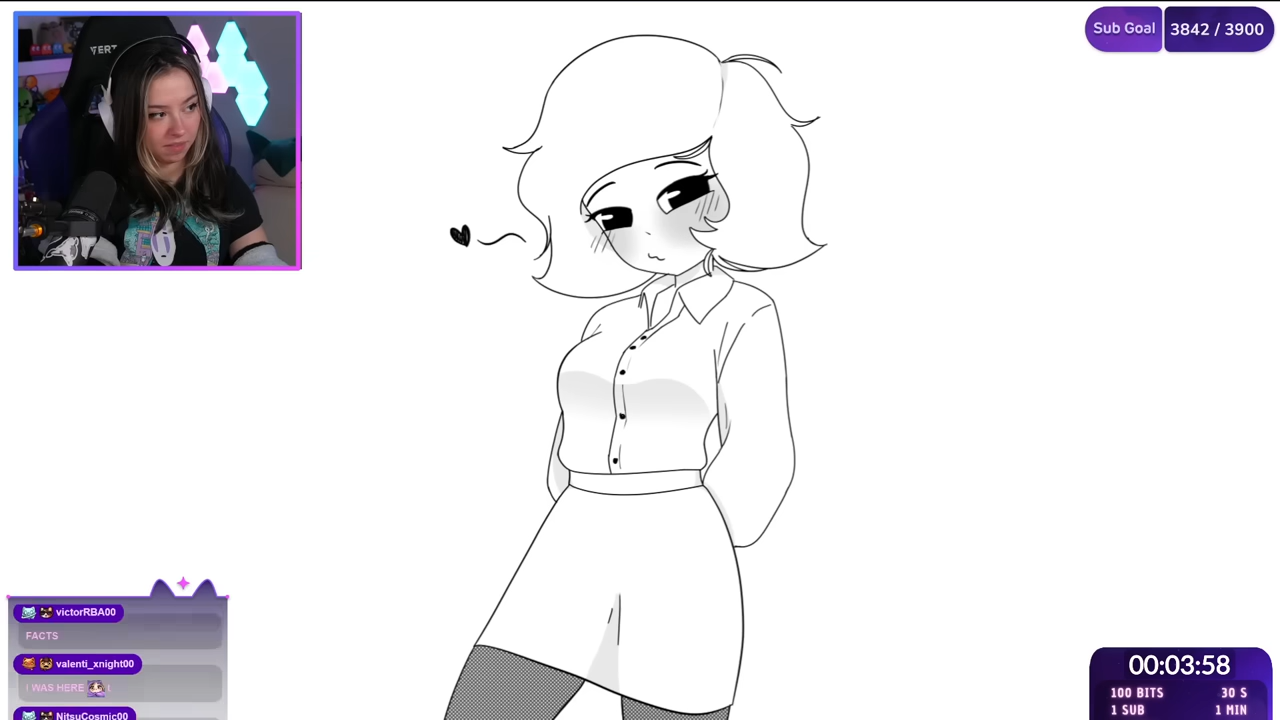 VERT
Sub Goal 3842 / 3900
victorRBA00
FACTS
valenti_xnight00
I WAS HERE !
NitsuCosmic00
00:03:58
100 BITS 30 S
1 SUB 1 MIN